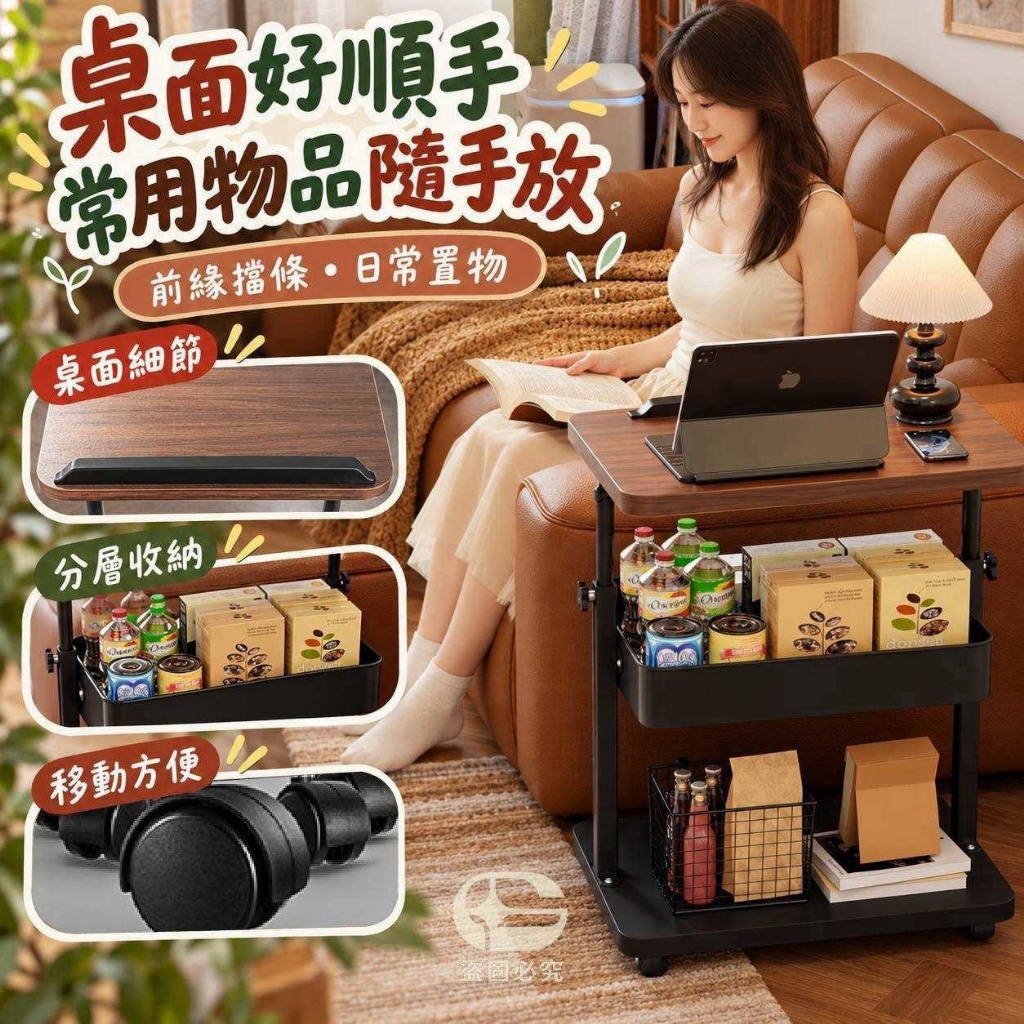 桌面好順手
常用物品隨手放
前緣擋條•日常置物
桌面細節
分層收納
移動方便
盜圖必究